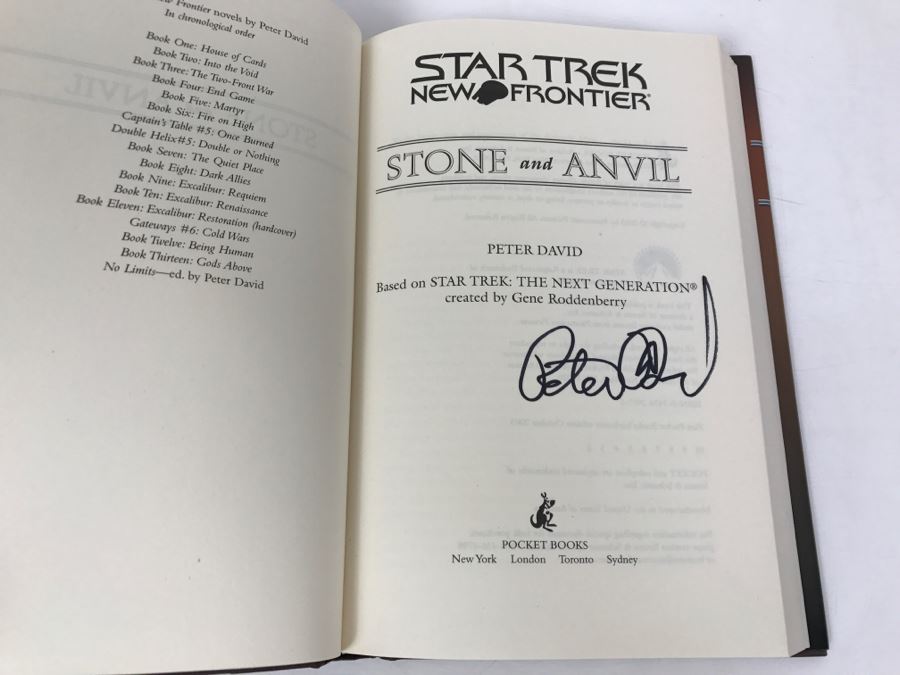 Frontier novels by Peter David
In chronological order
Book One: House of Cards
Book Two: Into the Void
Book Three: The Two-Front War
Book Four: End Game
Book Five: Martyr
Book Six: Fire on High
Captain's Table #5: Once Burned
Double Helix#5: Double or Nothing
Book Seven: The Quiet Place
Book Eight: Dark Allies
Book Nine: Excalibur: Requiem
Book Ten: Excalibur: Renaissance
Book Eleven: Excalibur: Restoration (hardcover)
Gateways #6: Cold Wars
Book Twelve: Being Human
Book Thirteen: Gods Above
No Limits—ed. by Peter David
STAR TREK
NEW FRONTIER®
STONE and ANVIL
PETER DAVID
Based on STAR TREK: THE NEXT GENERATION®
created by Gene Roddenberry
Peter David
POCKET BOOKS
New York London Toronto Sydney